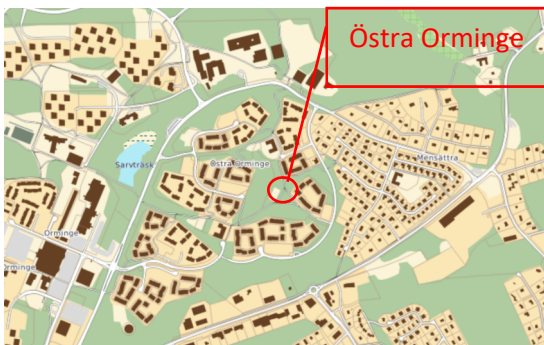 Östra Orminge
Sarvträsk
Östra Orminge
Mensättra
Orminge
Orminge